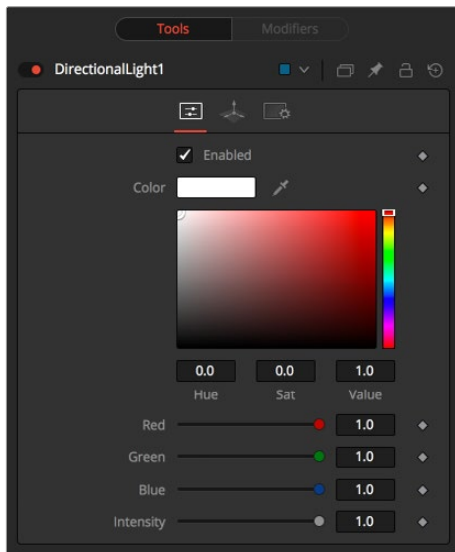 Tools Modifiers
DirectionalLight1
Enabled
Color
0.0 0.0 1.0
Hue Sat Value
Red 1.0
Green 1.0
Blue 1.0
Intensity 1.0